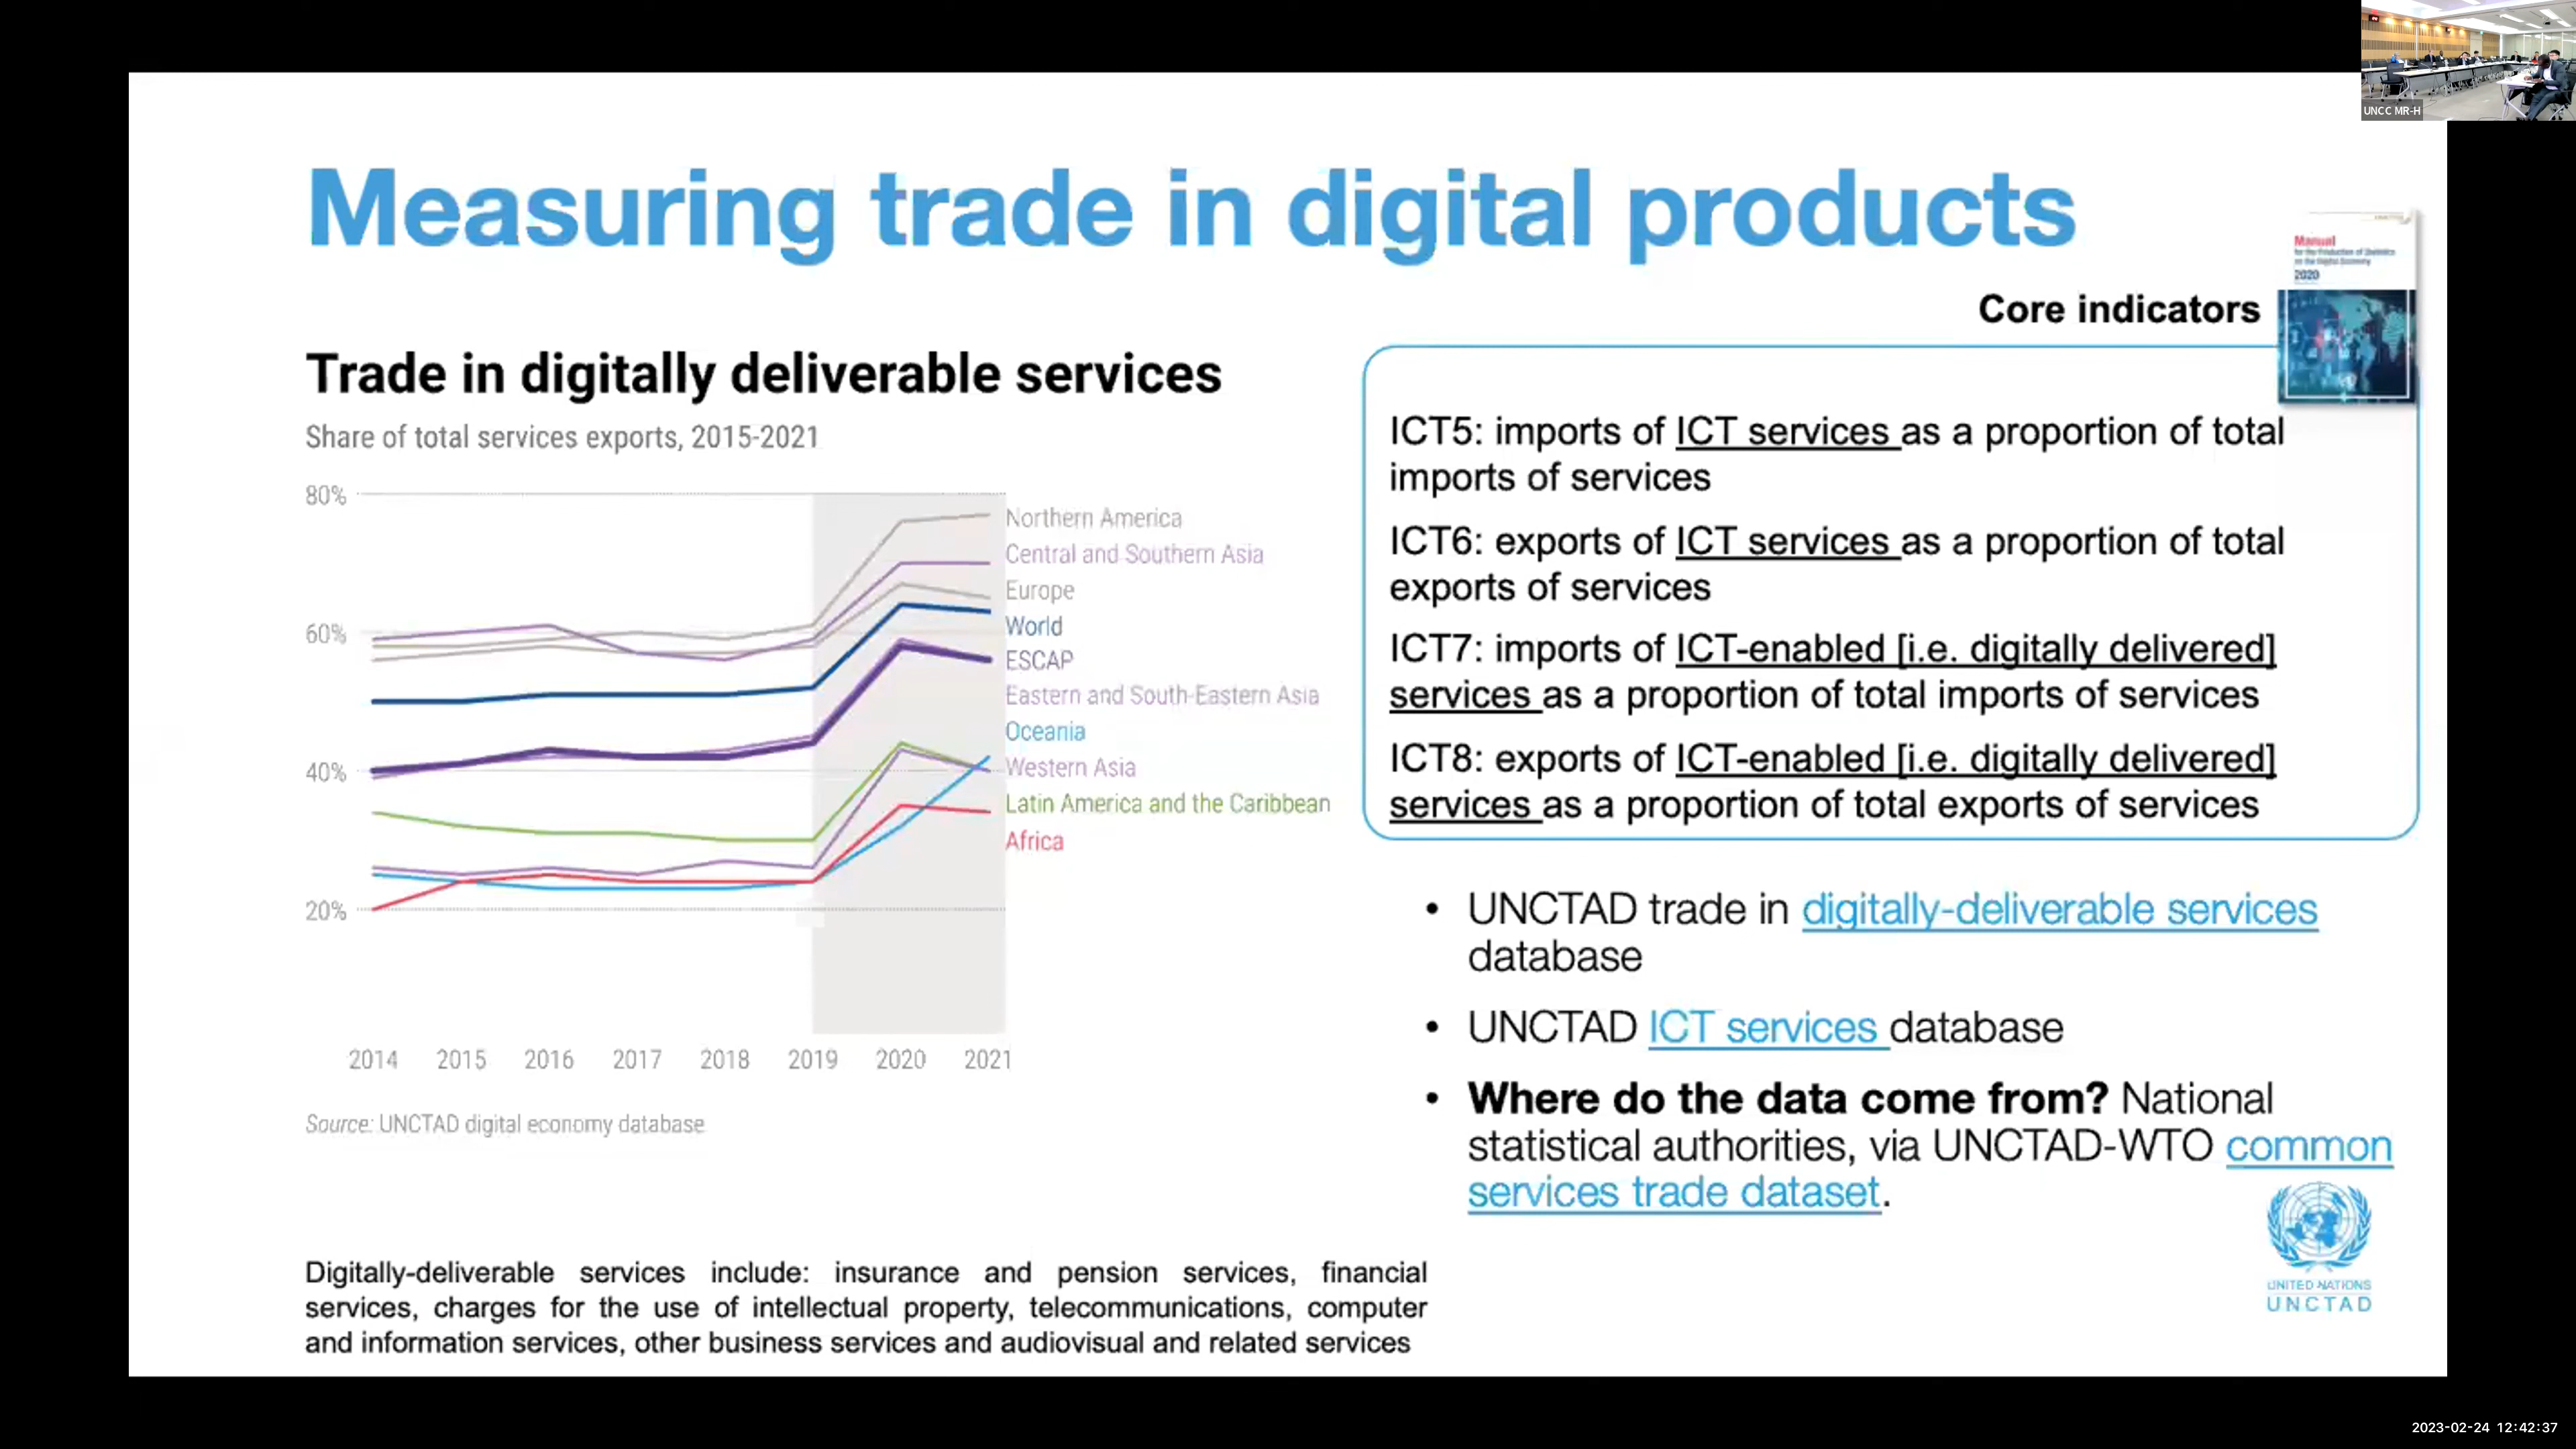 UNCC MR-H
Measuring trade in digital products
Manual
for the Production of Statistics
on the Digital Economy
2020
Core indicators
Trade in digitally deliverable services
Share of total services exports, 2015-2021
80%
60%
40%
20%
Northern America
Central and Southern Asia
Europe
World
ESCAP
Eastern and South-Eastern Asia
Oceania
Western Asia
Latin America and the Caribbean
Africa
2014 2015 2016 2017 2018 2019 2020 2021
Source: UNCTAD digital economy database
Digitally-deliverable services include: insurance and pension services, financial
services, charges for the use of intellectual property, telecommunications, computer
and information services, other business services and audiovisual and related services
ICT5: imports of ICT services as a proportion of total
imports of services
ICT6: exports of ICT services as a proportion of total
exports of services
ICT7: imports of ICT-enabled [i.e. digitally delivered]
services as a proportion of total imports of services
ICT8: exports of ICT-enabled [i.e. digitally delivered]
services as a proportion of total exports of services
• UNCTAD trade in digitally-deliverable services
database
• UNCTAD ICT services database
• Where do the data come from? National
statistical authorities, via UNCTAD-WTO common
services trade dataset.
UNITED NATIONS
UNCTAD
2023-02-24 12:42:37